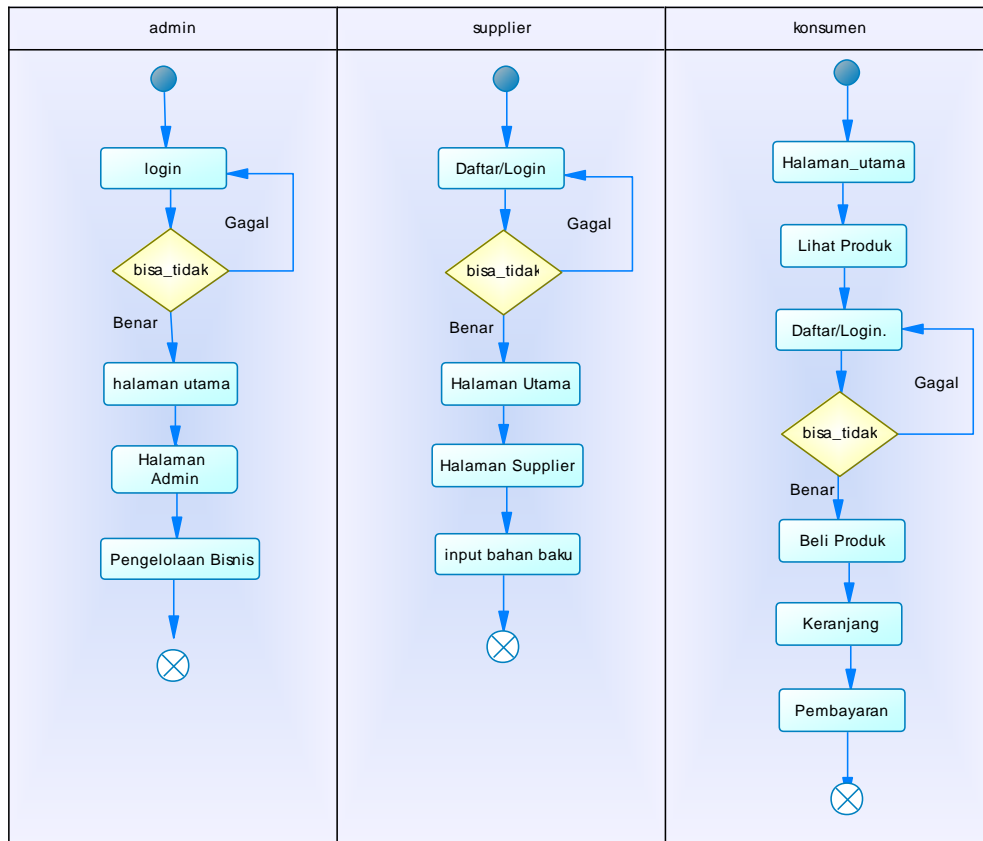 admin
supplier
konsumen
login
Gagal
bisa_tidak
Benar
halaman utama
Halaman
Admin
Pengelolaan Bisnis
Daftar/Login
Gagal
bisa_tidak
Benar
Halaman Utama
Halaman Supplier
input bahan baku
Halaman_utama
Lihat Produk
Daftar/Login.
Gagal
bisa_tidak
Benar
Beli Produk
Keranjang
Pembayaran